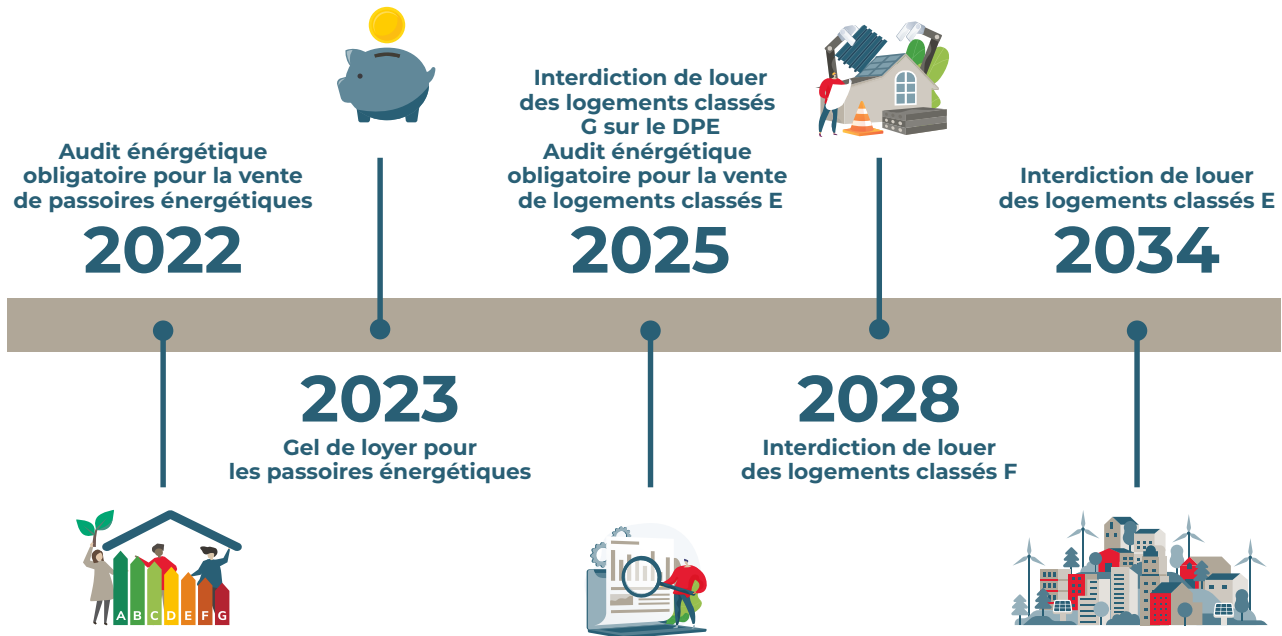 Audit énérgétique
obligatoire pour la vente
de passoires énergétiques
2022
2023
Gel de loyer pour
les passoires énergétiques
Interdiction de louer
des logements classés
G sur le DPE
Audit énérgétique
obligatoire pour la vente
de logements classés E
2025
2028
Interdiction de louer
des logements classés F
Interdiction de louer
des logements classés E
2034
A B C D E F G